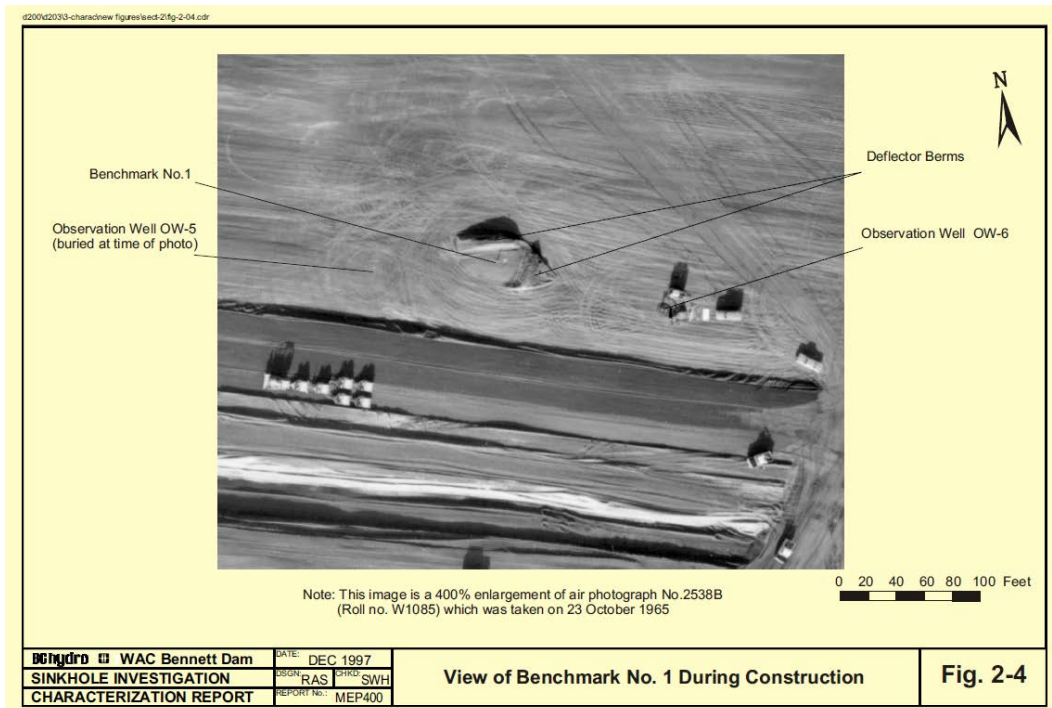 d200\d203\3-charac\new figures\sect-2\fig-2-04.cdr
N
Benchmark No.1
Deflector Berms
Observation Well OW-5
(buried at time of photo)
Observation Well OW-6
0 20 40 60 80 100 Feet
Note: This image is a 400% enlargement of air photograph No.2538B
(Roll no. W1085) which was taken on 23 October 1965
BC hydro WAC Bennett Dam
SINKHOLE INVESTIGATION
CHARACTERIZATION REPORT
DATE: DEC 1997
DSGN: RAS CHKD: SWH
REPORT No.: MEP400
View of Benchmark No. 1 During Construction
Fig. 2-4